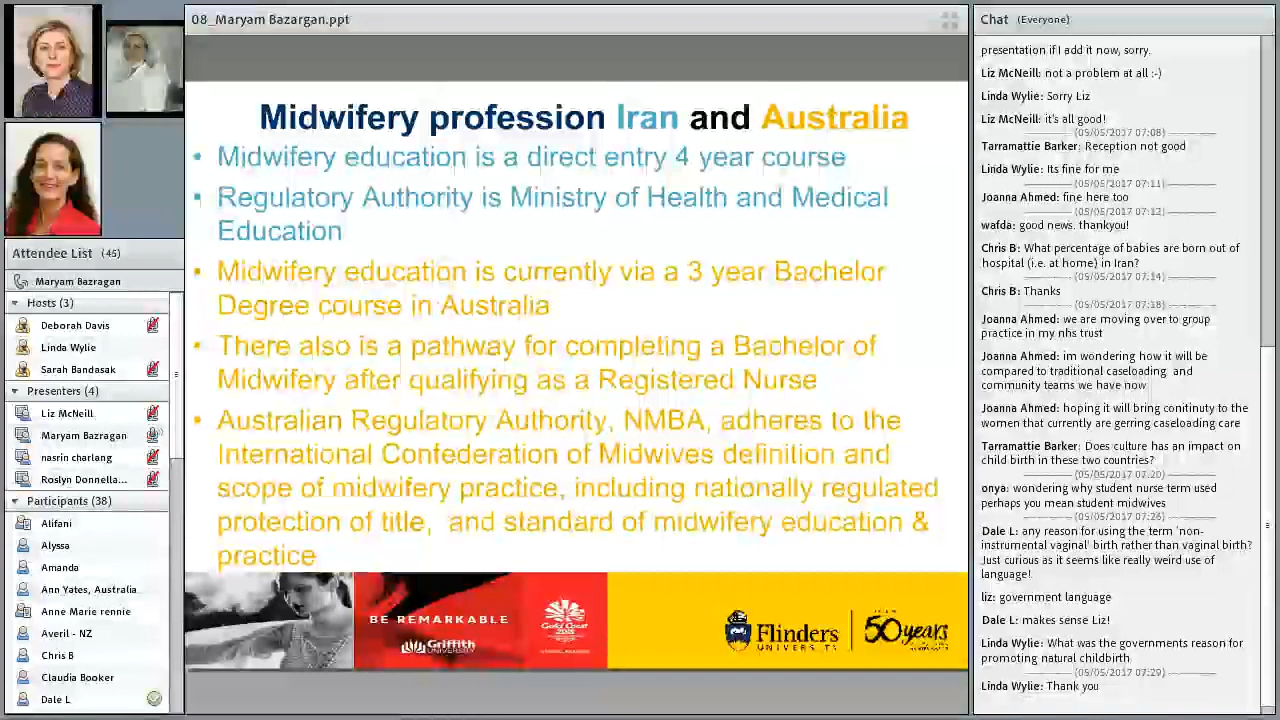 08_Maryam Bazargan.ppt
Midwifery profession Iran and Australia
• Midwifery education is a direct entry 4 year course
• Regulatory Authority is Ministry of Health and Medical
Education
• Midwifery education is currently via a 3 year Bachelor
Degree course in Australia
• There also is a pathway for completing a Bachelor of
Midwifery after qualifying as a Registered Nurse
• Australian Regulatory Authority, NMBA, adheres to the
International Confederation of Midwives definition and
scope of midwifery practice, including nationally regulated
protection of title, and standard of midwifery education &
practice
BE REMARKABLE
Griffith
UNIVERSITY
Gold Coast
2018
Flinders
UNIVERSITY
50 years
Attendee List (45)
Maryam Bazragan
Hosts (3)
Deborah Davis
Linda Wylie
Sarah Bandasak
Presenters (4)
Liz McNeill
Maryam Bazragan
nasrin charlang
Roslyn Donnella...
Participants (38)
Alifani
Alyssa
Amanda
Ann Yates, Australia
Anne Marie rennie
Averil - NZ
Chris B
Claudia Booker
Dale L
Chat (Everyone)
presentation if I add it now, sorry.
Liz McNeill: not a problem at all :-)
Linda Wylie: Sorry Liz
Liz McNeill: it's all good!
(05/05/2017 07:08)
Tarramattie Barker: Reception not good
Linda Wylie: Its fine for me
(05/05/2017 07:11)
Joanna Ahmed: fine here too
(05/05/2017 07:12)
wafda: good news. thankyou!
Chris B: What percentage of babies are born out of
hospital (i.e. at home) in Iran?
(05/05/2017 07:14)
Chris B: Thanks
(05/05/2017 07:18)
Joanna Ahmed: we are moving over to group
practice in my nhs trust
Joanna Ahmed: im wondering how it will be
compared to traditional caseloading and
community teams we have now
Joanna Ahmed: hoping it will bring continuty to the
women that currently are gerring caseloading care
Tarramattie Barker: Does culture has an impact on
child birth in these two countries?
(05/05/2017 07:20)
onya: wondering why student nurse term used
perhaps you mean student midwives
(05/05/2017 07:26)
Dale L: any reason for using the term 'non-
instrumental vaginal' birth rather than vaginal birth?
Just curious as it seems like really weird use of
language!
liz: government language
Dale L: makes sense Liz!
Linda Wylie: What was the governments reason for
promoting natural childbirth
(05/05/2017 07:29)
Linda Wylie: Thank you